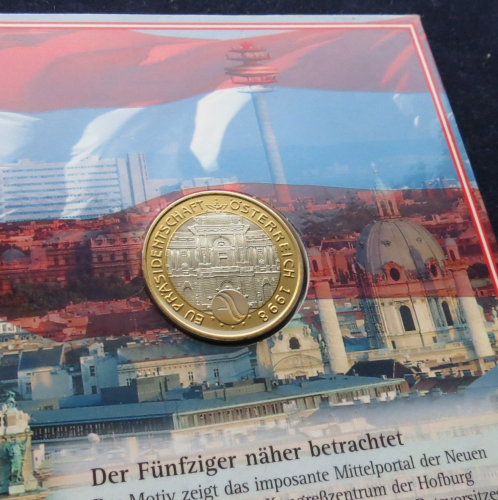 EU PRÄSIDENTSCHAFT ÖSTERREICH 1998
Der Fünfziger näher betrachtet
Das Motiv zeigt das imposante Mittelportal der Neuen
Kongreßzentrum der Hofburg